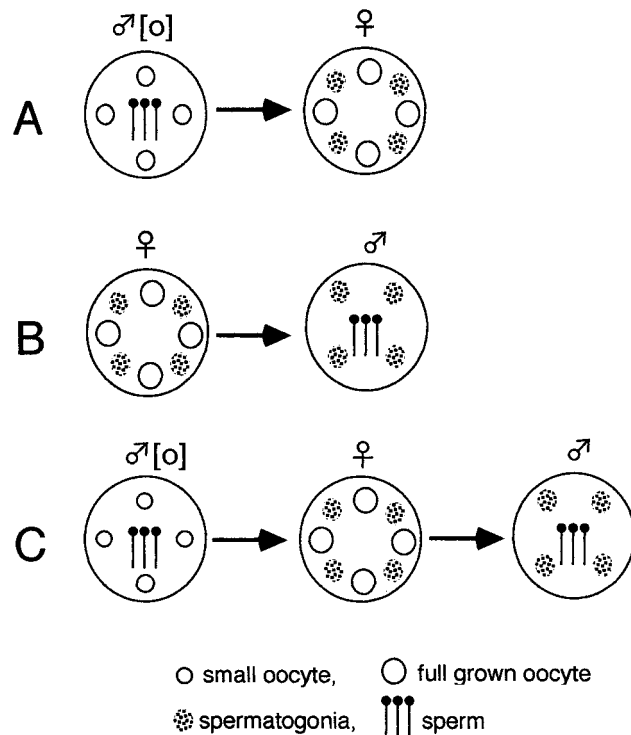 ♂[o] ♀
A
♀ ♂
B
♂[o] ♀ ♂
C
small oocyte, full grown oocyte
spermatogonia, sperm